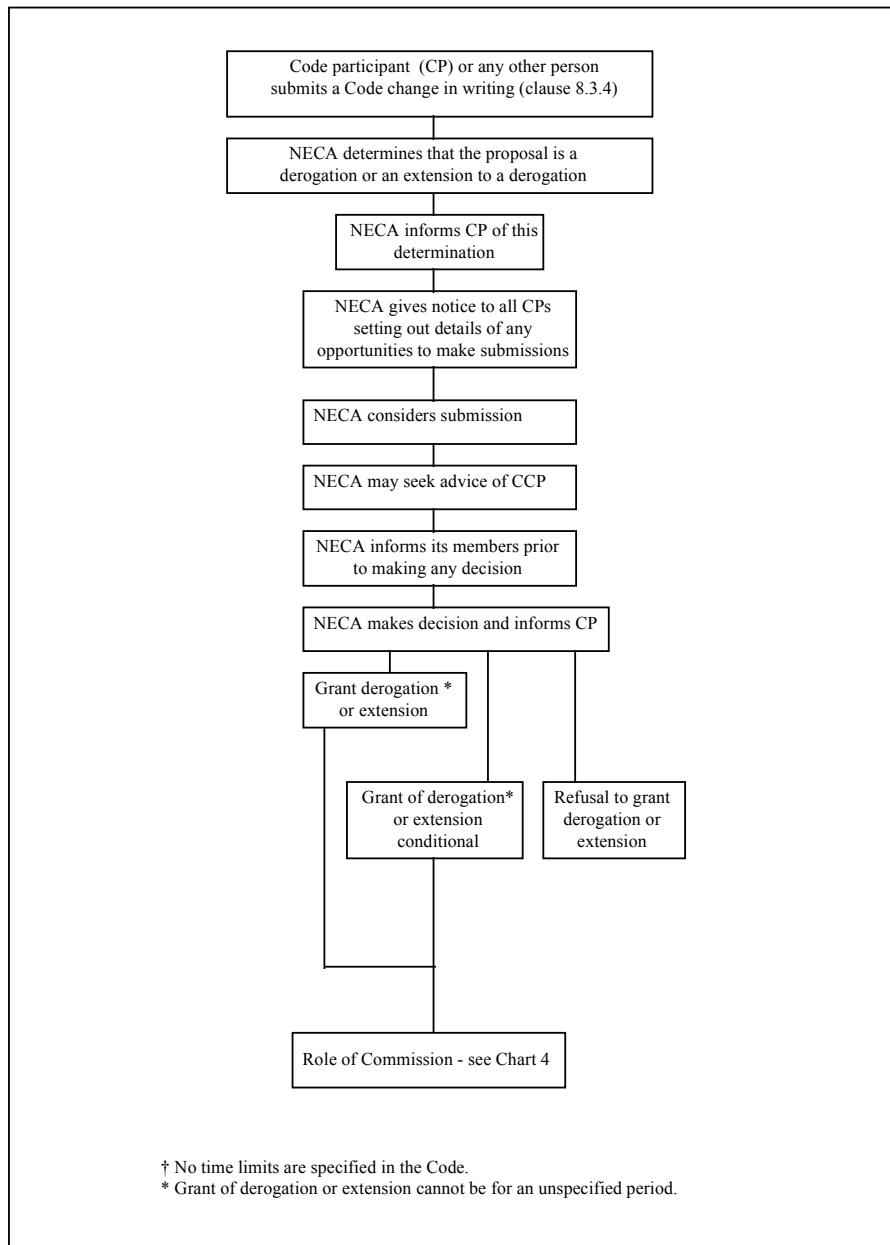 Code participant (CP) or any other person
submits a Code change in writing (clause 8.3.4)
NECA determines that the proposal is a
derogation or an extension to a derogation
NECA informs CP of this
determination
NECA gives notice to all CPs
setting out details of any
opportunities to make submissions
NECA considers submission
NECA may seek advice of CCP
NECA informs its members prior
to making any decision
NECA makes decision and informs CP
Grant derogation *
or extension
Grant of derogation*
or extension
conditional
Refusal to grant
derogation or
extension
Role of Commission - see Chart 4
† No time limits are specified in the Code.
* Grant of derogation or extension cannot be for an unspecified period.